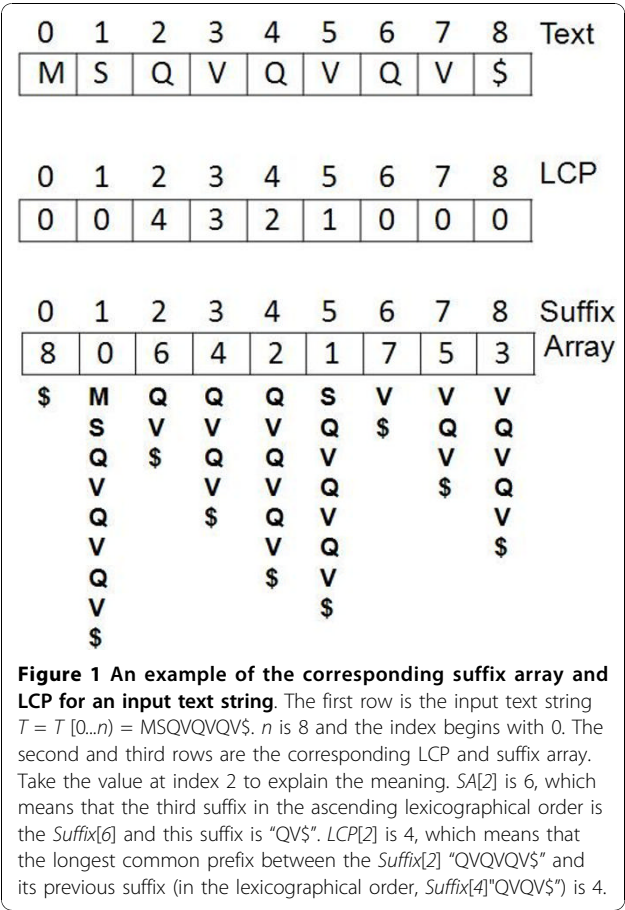 0 1 2 3 4 5 6 7 8 Text
M S Q V Q V Q V $
0 1 2 3 4 5 6 7 8 LCP
0 0 4 3 2 1 0 0 0
0 1 2 3 4 5 6 7 8 Suffix
8 0 6 4 2 1 7 5 3 Array
$ M Q Q Q S V V V
S V V V Q $ Q Q
Q $ Q Q V V V
V V V Q $ Q
Q $ Q V V
V V Q $
Q $ V
V $
$
Figure 1 An example of the corresponding suffix array and
LCP for an input text string. The first row is the input text string
T = T [0...n) = MSQVQVQV$. n is 8 and the index begins with 0. The
second and third rows are the corresponding LCP and suffix array.
Take the value at index 2 to explain the meaning. SA[2] is 6, which
means that the third suffix in the ascending lexicographical order is
the Suffix[6] and this suffix is “QV$”. LCP[2] is 4, which means that
the longest common prefix between the Suffix[2] “QVQVQV$” and
its previous suffix (in the lexicographical order, Suffix[4]"QVQV$”) is 4.